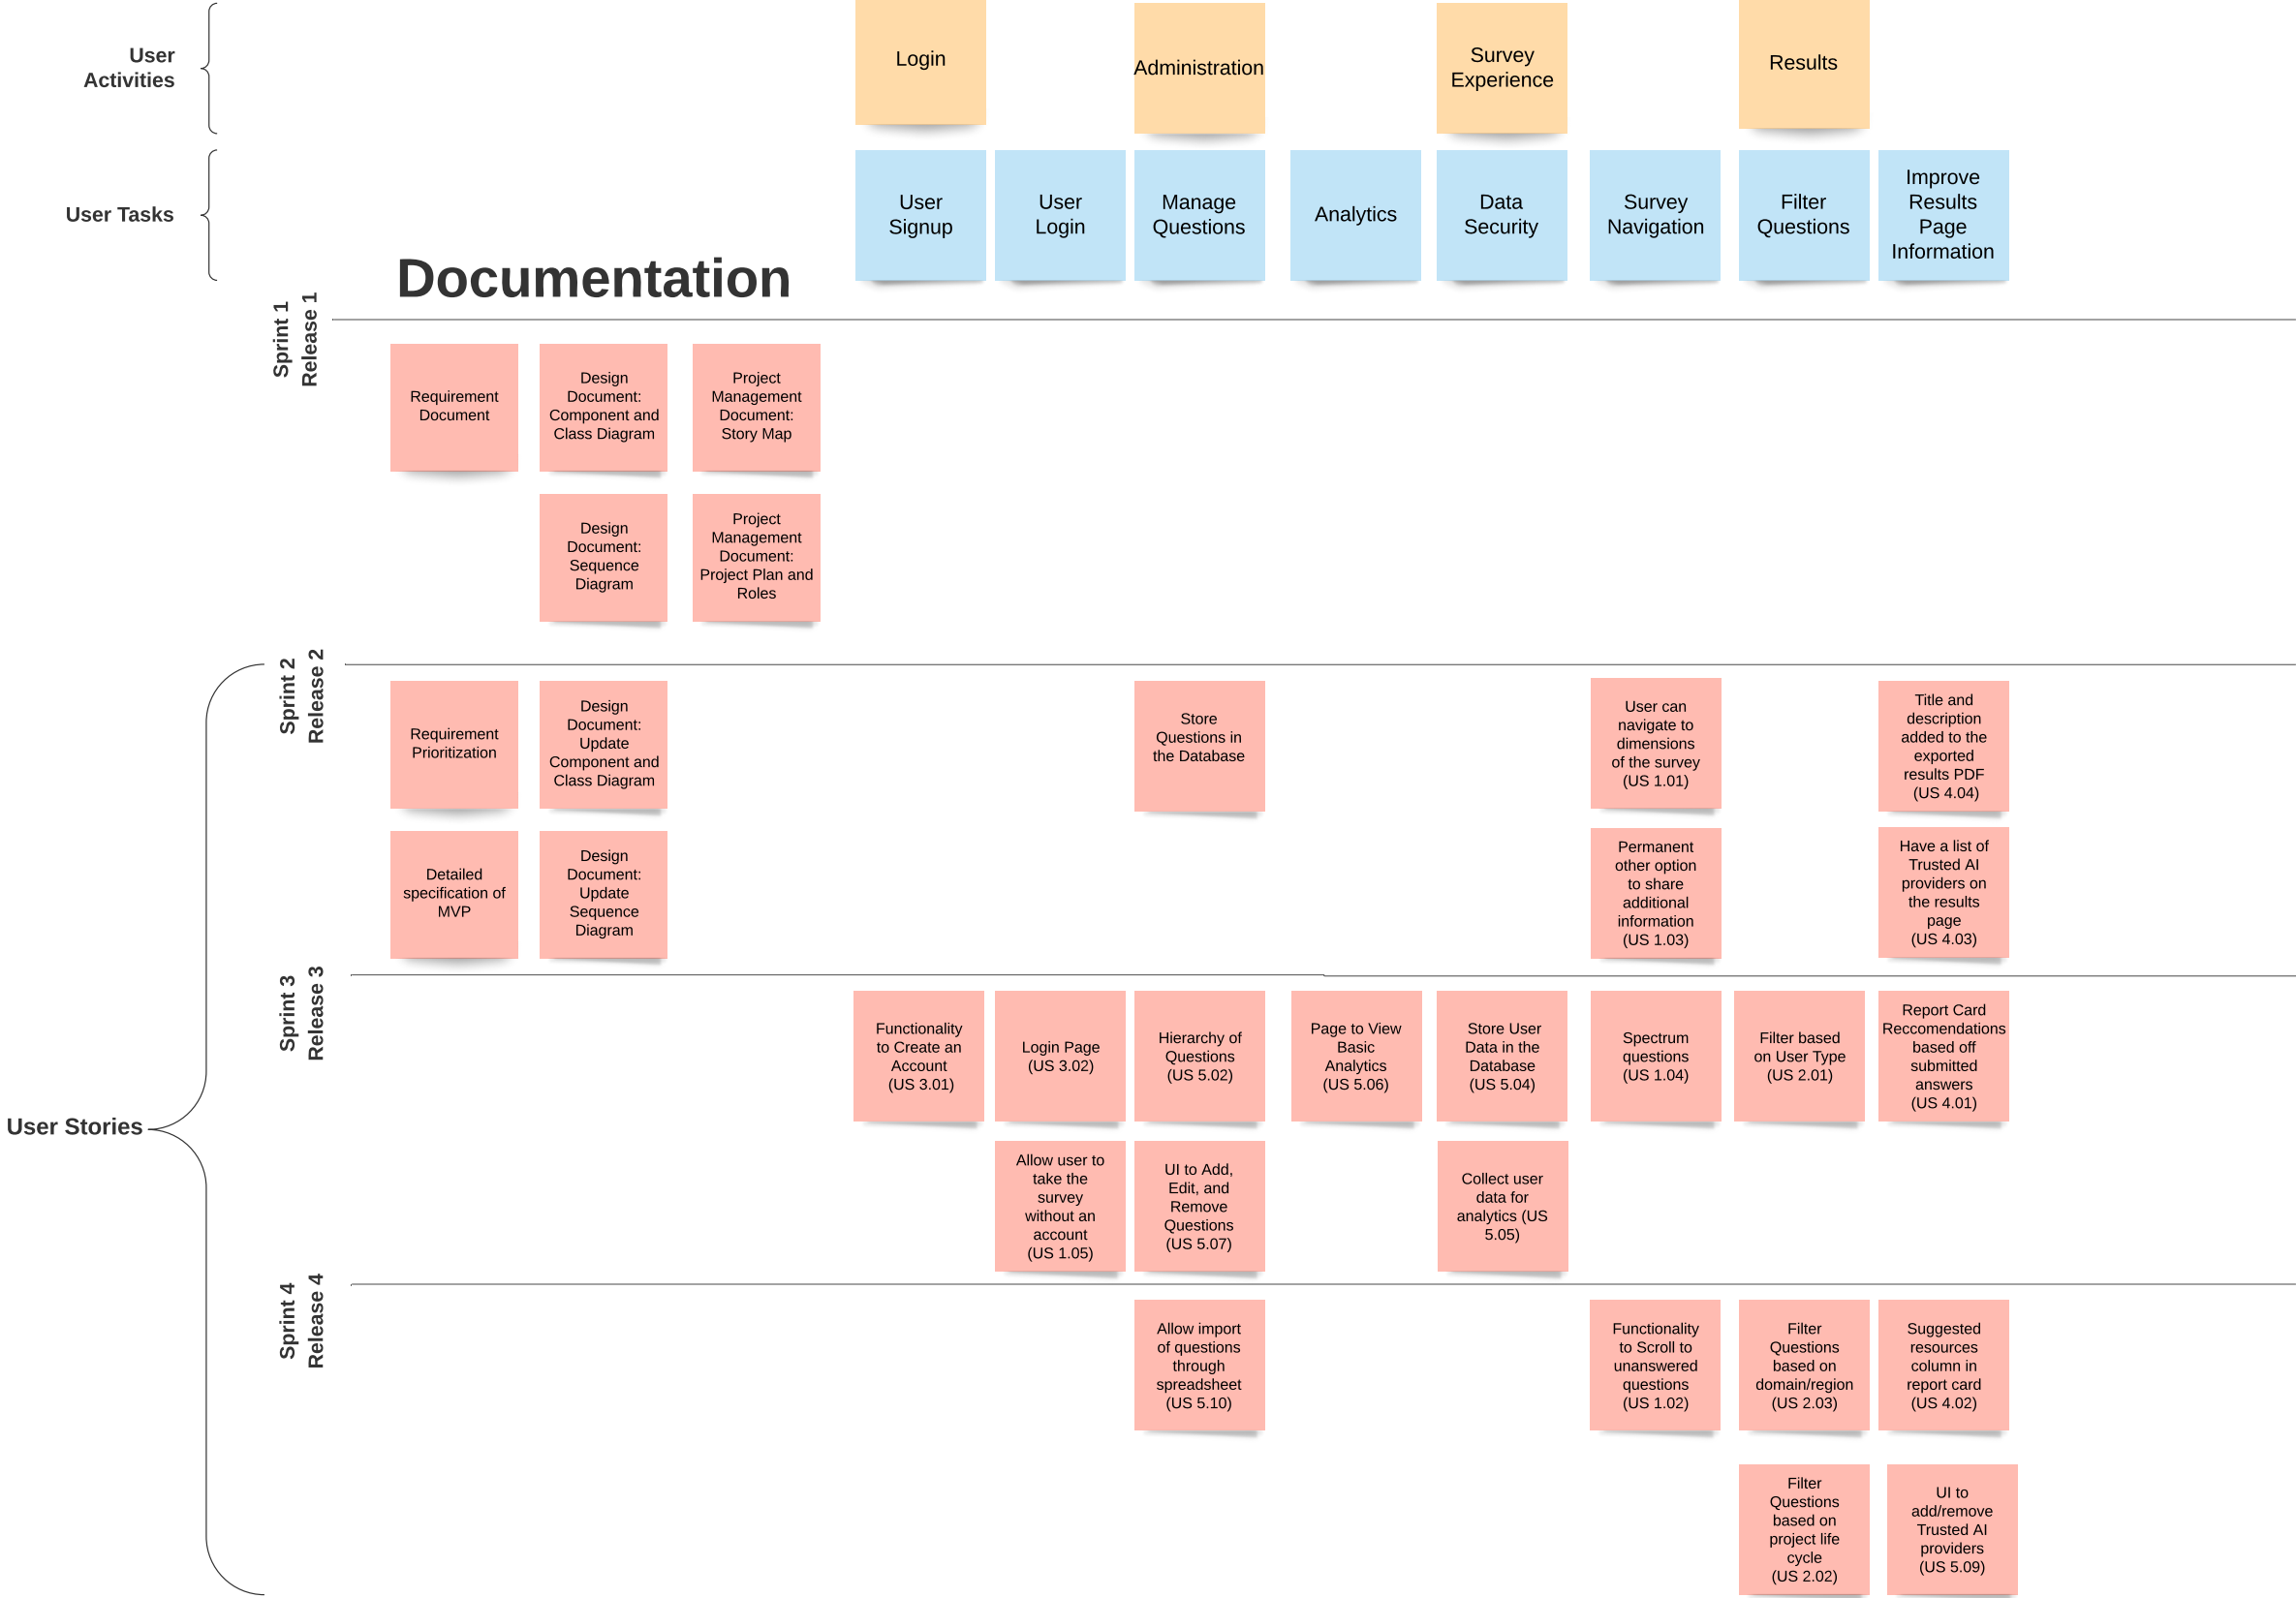 User
Activities
Login
Administration
Survey
Experience
Results
User Tasks
User
Signup
User
Login
Manage
Questions
Analytics
Data
Security
Survey
Navigation
Filter
Questions
Improve
Results
Page
Information
Documentation
Sprint 1
Release 1
Requirement
Document
Design
Document:
Component and
Class Diagram
Project
Management
Document:
Story Map
Design
Document:
Sequence
Diagram
Project
Management
Document:
Project Plan and
Roles
User Stories
Sprint 2
Release 2
Requirement
Prioritization
Design
Document:
Update
Component and
Class Diagram
Store
Questions in
the Database
User can
navigate to
dimensions
of the survey
(US 1.01)
Title and
description
added to the
exported
results PDF
(US 4.04)
Detailed
specification of
MVP
Design
Document:
Update
Sequence
Diagram
Permanent
other option
to share
additional
information
(US 1.03)
Have a list of
Trusted AI
providers on
the results
page
(US 4.03)
Sprint 3
Release 3
Functionality
to Create an
Account
(US 3.01)
Login Page
(US 3.02)
Hierarchy of
Questions
(US 5.02)
Page to View
Basic
Analytics
(US 5.06)
Store User
Data in the
Database
(US 5.04)
Spectrum
questions
(US 1.04)
Filter based
on User Type
(US 2.01)
Report Card
Reccomendations
based off
submitted
answers
(US 4.01)
Allow user to
take the
survey
without an
account
(US 1.05)
UI to Add,
Edit, and
Remove
Questions
(US 5.07)
Collect user
data for
analytics (US
5.05)
Sprint 4
Release 4
Allow import
of questions
through
spreadsheet
(US 5.10)
Functionality
to Scroll to
unanswered
questions
(US 1.02)
Filter
Questions
based on
domain/region
(US 2.03)
Suggested
resources
column in
report card
(US 4.02)
Filter
Questions
based on
project life
cycle
(US 2.02)
UI to
add/remove
Trusted AI
providers
(US 5.09)